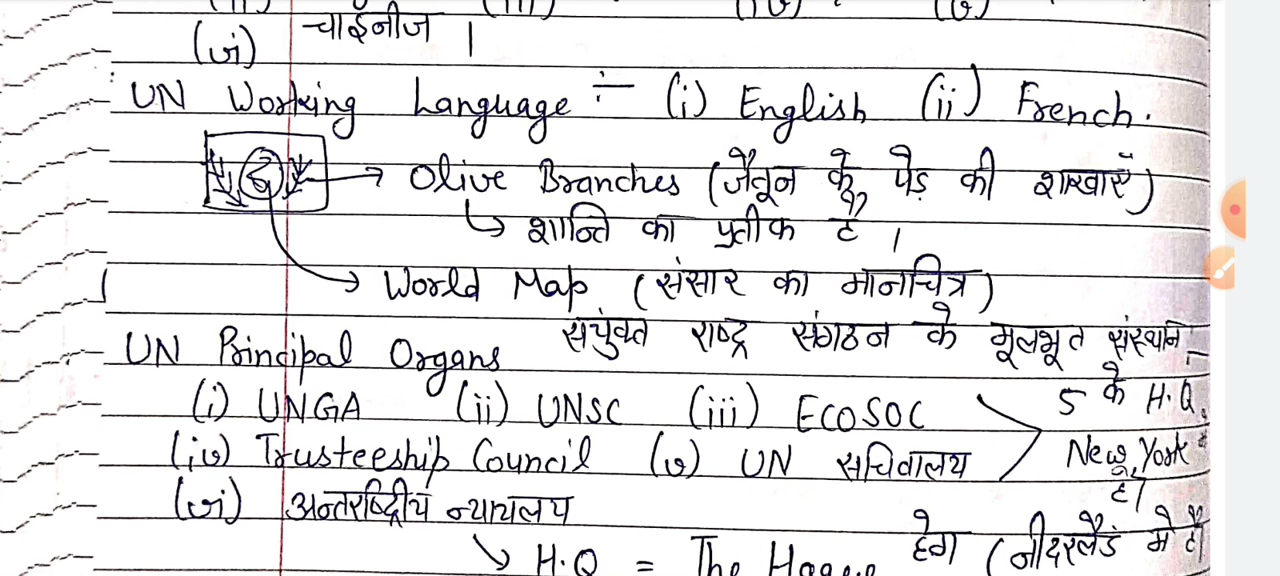 (vi) चाईनीज ।
UN Working Language ÷ (i) English (ii) French.
→ Olive Branches (जैतून के पेड़ की शाखाएँ)
↳ शान्ति का प्रतीक है ।
→ World Map (संसार का मानचित्र)
UN Principal Organs संयुक्त राष्ट्र संगठन के मूलभूत संस्थान
(i) UNGA (ii) UNSC (iii) ECOSOC 5 के H.Q.
(iv) Trusteeship Council (v) UN सचिवालय New York है।
(vi) अन्तर्राष्ट्रीय न्यायलय
↘ H.Q = The Hague हेग (नीदरलैंड में है